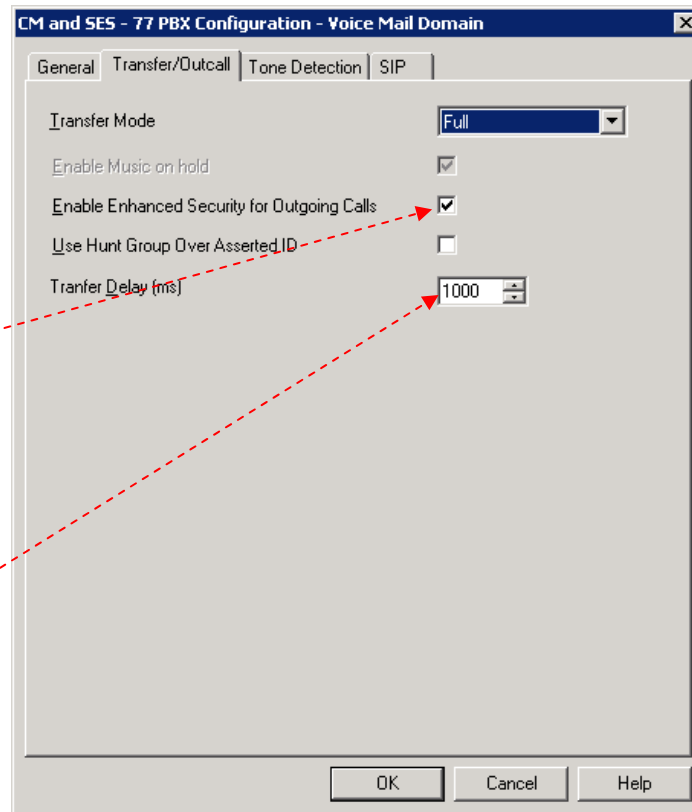 CM and SES - 77 PBX Configuration - Voice Mail Domain
General Transfer/Outcall Tone Detection SIP
Transfer Mode Full
Enable Music on hold
Enable Enhanced Security for Outgoing Calls
Use Hunt Group Over Asserted ID
Tranfer Delay (ms) 1000
OK Cancel Help